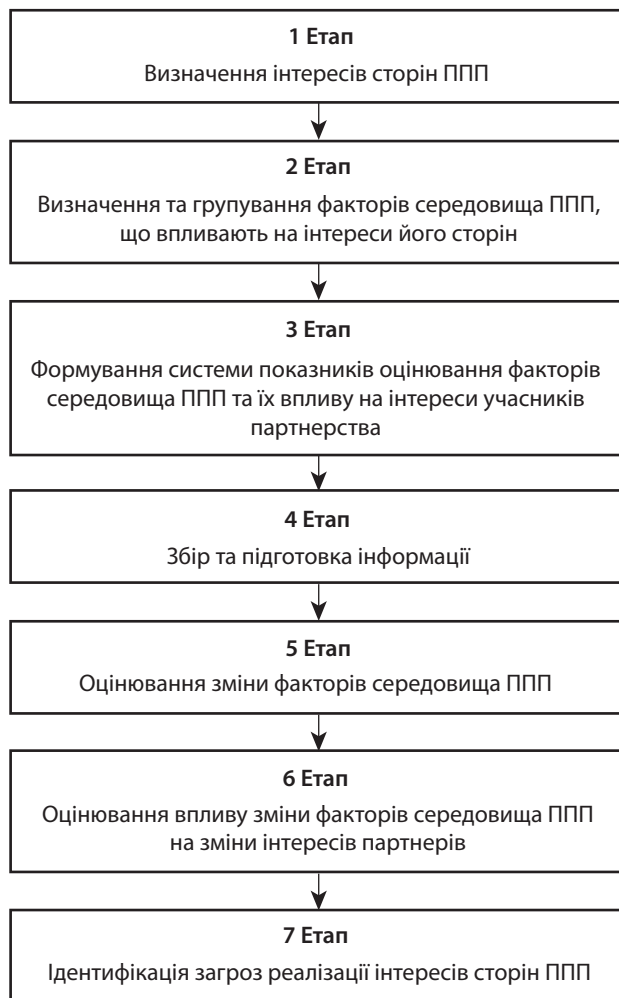 1 Етап
Визначення інтересів сторін ППП
2 Етап
Визначення та групування факторів середовища ППП,
що впливають на інтереси його сторін
3 Етап
Формування системи показників оцінювання факторів
середовища ППП та їх впливу на інтереси учасників
партнерства
4 Етап
Збір та підготовка інформації
5 Етап
Оцінювання зміни факторів середовища ППП
6 Етап
Оцінювання впливу зміни факторів середовища ППП
на зміни інтересів партнерів
7 Етап
Ідентифікація загроз реалізації інтересів сторін ППП